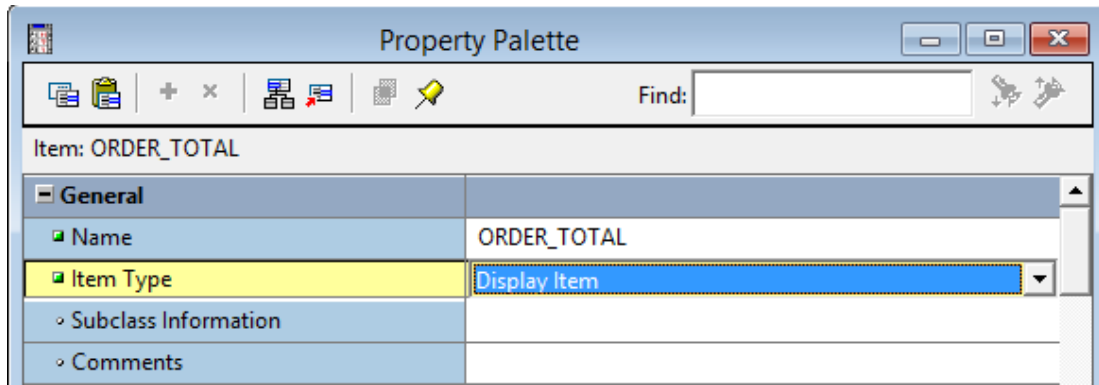 Property Palette
Find:
Item: ORDER_TOTAL
General
Name ORDER_TOTAL
Item Type Display Item
Subclass Information
Comments